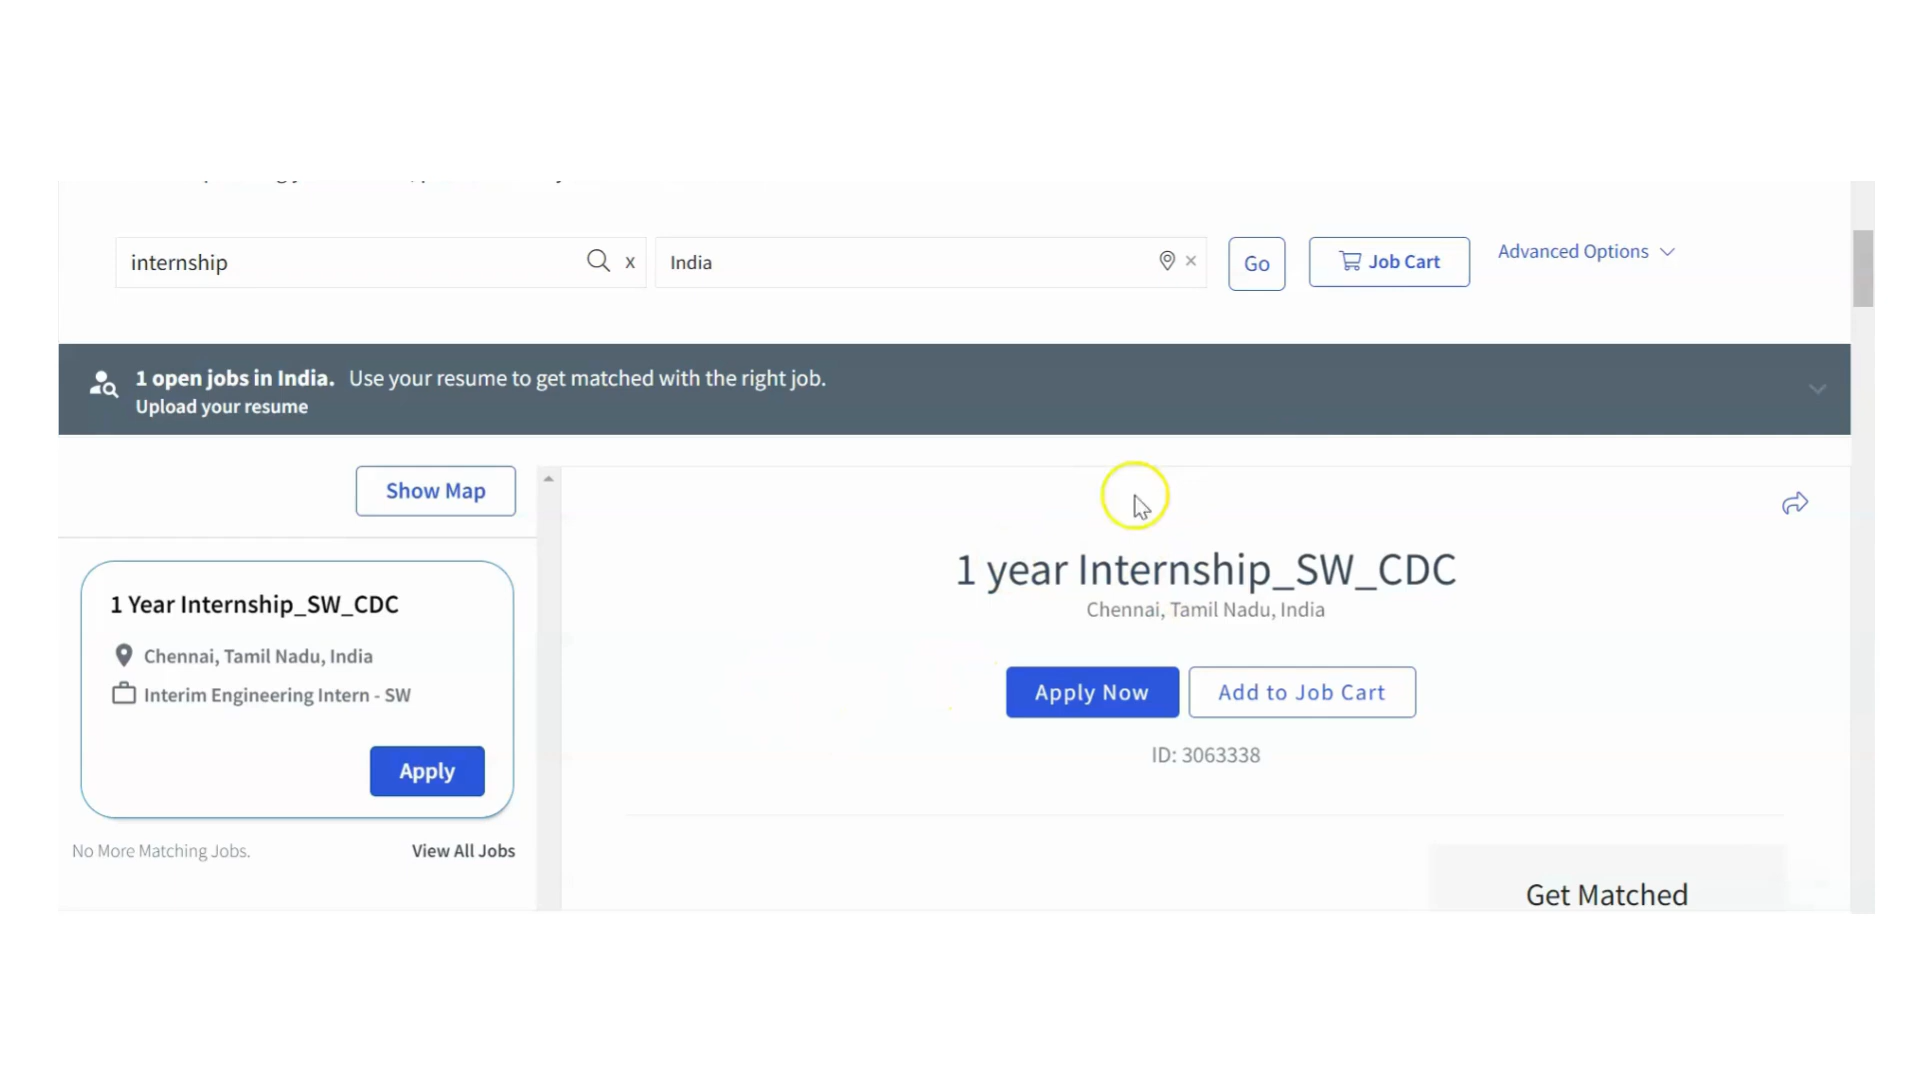 internship x India Go Job Cart Advanced Options
1 open jobs in India. Use your resume to get matched with the right job.
Upload your resume
Show Map
1 Year Internship_SW_CDC
Chennai, Tamil Nadu, India
Interim Engineering Intern - SW
Apply
No More Matching Jobs. View All Jobs
1 year Internship_SW_CDC
Chennai, Tamil Nadu, India
Apply Now Add to Job Cart
ID: 3063338
Get Matched